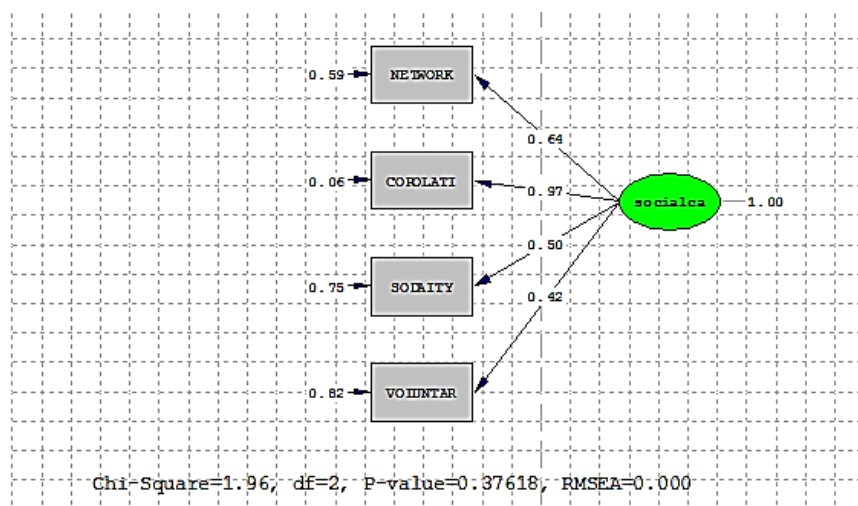 0.59 NETWORK
0.64
0.06 COROLATI
0.97
socialca 1.00
0.50
0.75 SODAITY
0.42
0.82 VOIUNTAR
Chi-Square=1.96, df=2, P-value=0.37618, RMSEA=0.000